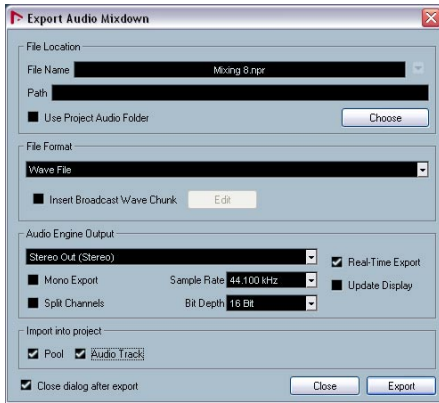 Export Audio Mixdown
File Location
File Name Mixing 8.npr
Path
Use Project Audio Folder Choose
File Format
Wave File
Insert Broadcast Wave Chunk Edit
Audio Engine Output
Stereo Out (Stereo) Real-Time Export
Mono Export Sample Rate 44.100 kHz Update Display
Split Channels Bit Depth 16 Bit
Import into project
Pool Audio Track
Close dialog after export Close Export